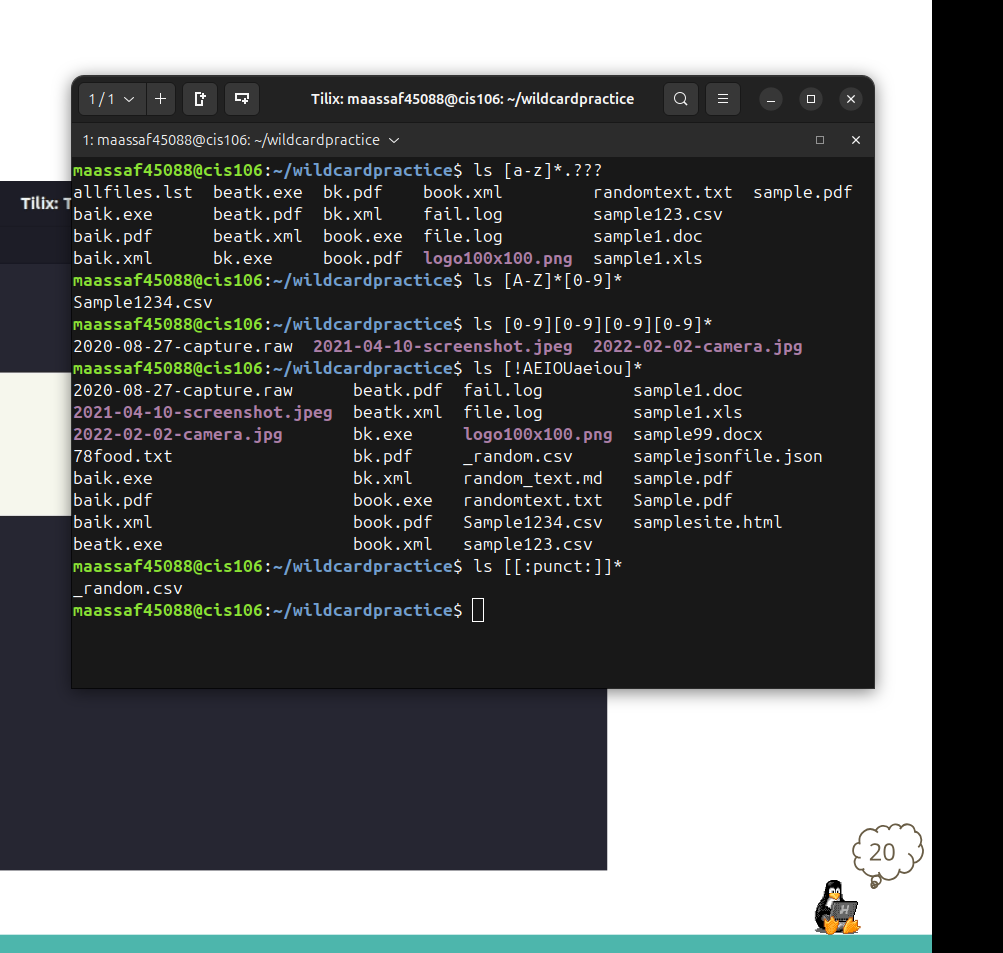 1 / 1
Tilix: maassaf45088@cis106: ~/wildcardpractice
1: maassaf45088@cis106: ~/wildcardpractice
Tilix: T
maassaf45088@cis106:~/wildcardpractice$ ls [a-z]*.???
allfiles.lst beatk.exe bk.pdf book.xml randomtext.txt sample.pdf
baik.exe beatk.pdf bk.xml fail.log sample123.csv
baik.pdf beatk.xml book.exe file.log sample1.doc
baik.xml bk.exe book.pdf logo100x100.png sample1.xls
maassaf45088@cis106:~/wildcardpractice$ ls [A-Z]*[0-9]*
Sample1234.csv
maassaf45088@cis106:~/wildcardpractice$ ls [0-9][0-9][0-9][0-9]*
2020-08-27-capture.raw 2021-04-10-screenshot.jpeg 2022-02-02-camera.jpg
maassaf45088@cis106:~/wildcardpractice$ ls [!AEIOUaeiou]*
2020-08-27-capture.raw beatk.pdf fail.log sample1.doc
2021-04-10-screenshot.jpeg beatk.xml file.log sample1.xls
2022-02-02-camera.jpg bk.exe logo100x100.png sample99.docx
78food.txt bk.pdf _random.csv samplejsonfile.json
baik.exe bk.xml random_text.md sample.pdf
baik.pdf book.exe randomtext.txt Sample.pdf
baik.xml book.pdf Sample1234.csv samplesite.html
beatk.exe book.xml sample123.csv
maassaf45088@cis106:~/wildcardpractice$ ls [[:punct:]]*
_random.csv
maassaf45088@cis106:~/wildcardpractice$
20